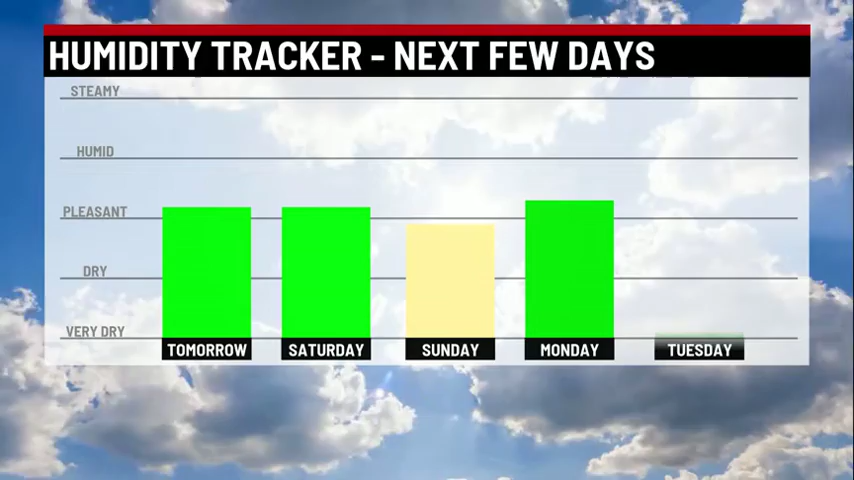 HUMIDITY TRACKER - NEXT FEW DAYS
STEAMY
HUMID
PLEASANT
DRY
VERY DRY
TOMORROW SATURDAY SUNDAY MONDAY TUESDAY